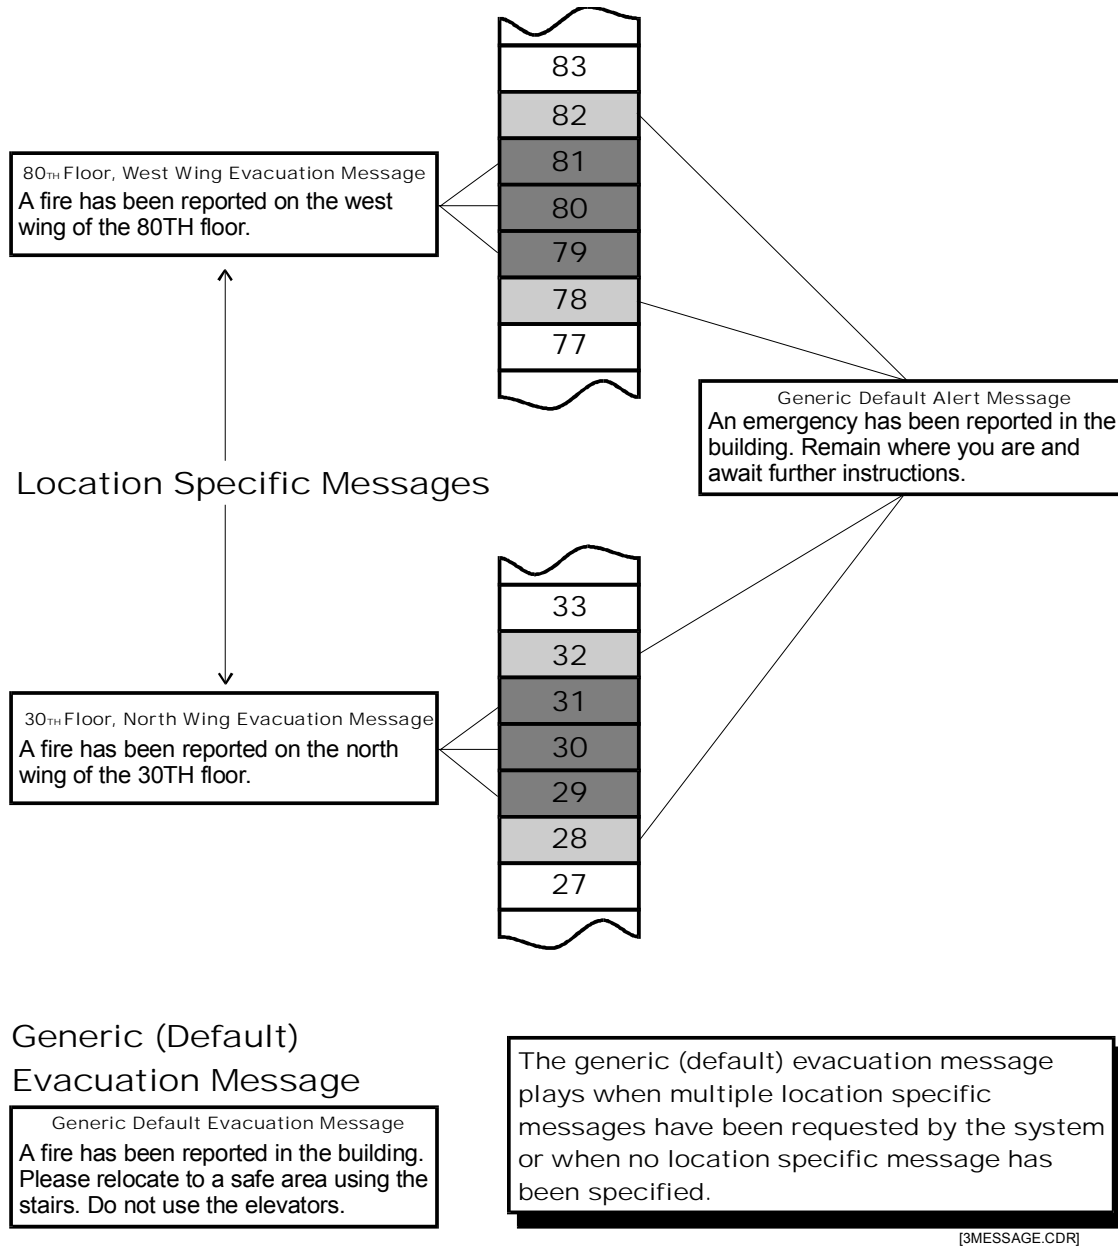 83
82
81
80
79
78
77
80TH Floor, West Wing Evacuation Message
A fire has been reported on the west
wing of the 80TH floor.
Generic Default Alert Message
An emergency has been reported in the
building. Remain where you are and
await further instructions.
Location Specific Messages
33
32
31
30
29
28
27
30TH Floor, North Wing Evacuation Message
A fire has been reported on the north
wing of the 30TH floor.
Generic (Default)
Evacuation Message
Generic Default Evacuation Message
A fire has been reported in the building.
Please relocate to a safe area using the
stairs. Do not use the elevators.
The generic (default) evacuation message
plays when multiple location specific
messages have been requested by the system
or when no location specific message has
been specified.
[3MESSAGE.CDR]